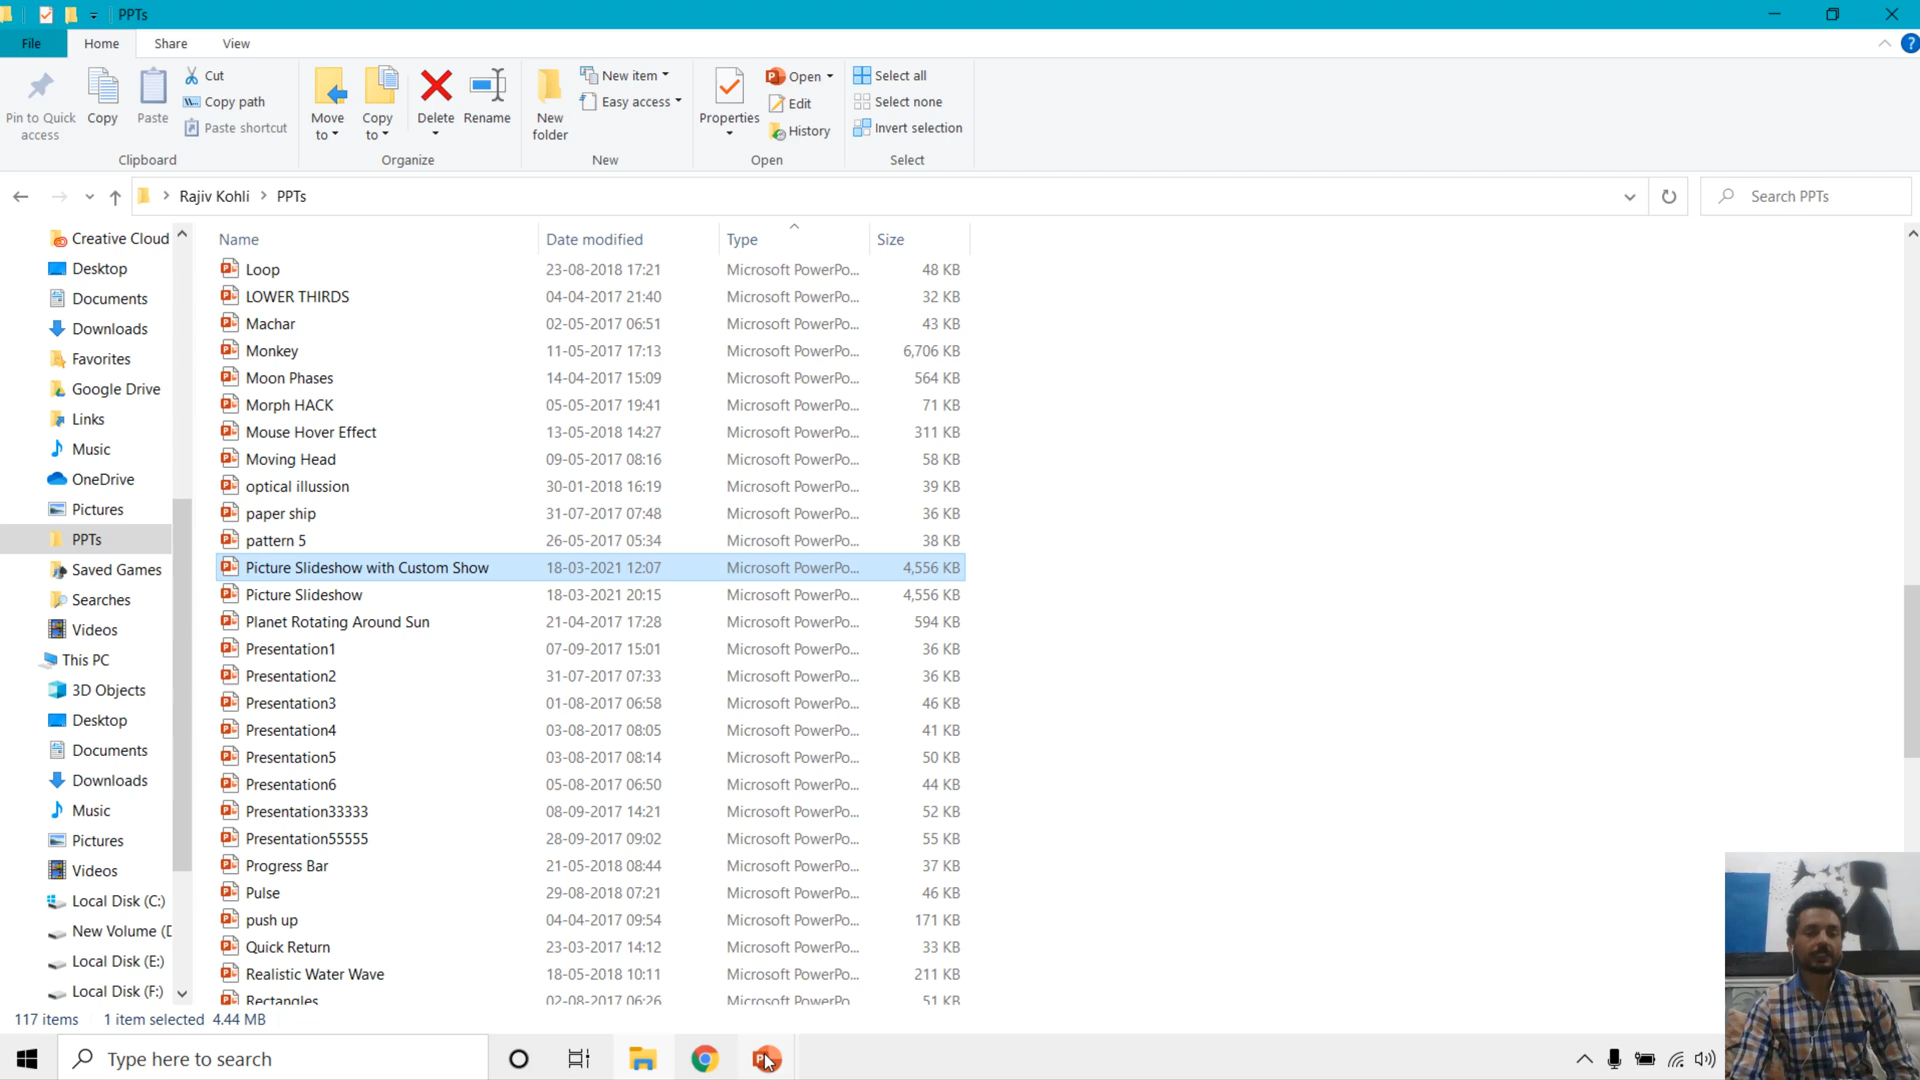 PPTs
File Home Share View
Pin to Quick access
Copy
Paste
Cut
Copy path
Paste shortcut
Clipboard
Move to
Copy to
Delete
Rename
Organize
New folder
New item
Easy access
New
Properties
Open
Edit
History
Open
Select all
Select none
Invert selection
Select
Rajiv Kohli PPTs
Search PPTs
Creative Cloud
Desktop
Documents
Downloads
Favorites
Google Drive
Links
Music
OneDrive
Pictures
PPTs
Saved Games
Searches
Videos
This PC
3D Objects
Desktop
Documents
Downloads
Music
Pictures
Videos
Local Disk (C:)
New Volume (D
Local Disk (E:)
Local Disk (F:)
Name Date modified Type Size
Loop 23-08-2018 17:21 Microsoft PowerPo... 48 KB
LOWER THIRDS 04-04-2017 21:40 Microsoft PowerPo... 32 KB
Machar 02-05-2017 06:51 Microsoft PowerPo... 43 KB
Monkey 11-05-2017 17:13 Microsoft PowerPo... 6,706 KB
Moon Phases 14-04-2017 15:09 Microsoft PowerPo... 564 KB
Morph HACK 05-05-2017 19:41 Microsoft PowerPo... 71 KB
Mouse Hover Effect 13-05-2018 14:27 Microsoft PowerPo... 311 KB
Moving Head 09-05-2017 08:16 Microsoft PowerPo... 58 KB
optical illussion 30-01-2018 16:19 Microsoft PowerPo... 39 KB
paper ship 31-07-2017 07:48 Microsoft PowerPo... 36 KB
pattern 5 26-05-2017 05:34 Microsoft PowerPo... 38 KB
Picture Slideshow with Custom Show 18-03-2021 12:07 Microsoft PowerPo... 4,556 KB
Picture Slideshow 18-03-2021 20:15 Microsoft PowerPo... 4,556 KB
Planet Rotating Around Sun 21-04-2017 17:28 Microsoft PowerPo... 594 KB
Presentation1 07-09-2017 15:01 Microsoft PowerPo... 36 KB
Presentation2 31-07-2017 07:33 Microsoft PowerPo... 36 KB
Presentation3 01-08-2017 06:58 Microsoft PowerPo... 46 KB
Presentation4 03-08-2017 08:05 Microsoft PowerPo... 41 KB
Presentation5 03-08-2017 08:14 Microsoft PowerPo... 50 KB
Presentation6 05-08-2017 06:50 Microsoft PowerPo... 44 KB
Presentation33333 08-09-2017 14:21 Microsoft PowerPo... 52 KB
Presentation55555 28-09-2017 09:02 Microsoft PowerPo... 55 KB
Progress Bar 21-05-2018 08:44 Microsoft PowerPo... 37 KB
Pulse 29-08-2018 07:21 Microsoft PowerPo... 46 KB
push up 04-04-2017 09:54 Microsoft PowerPo... 171 KB
Quick Return 23-03-2017 14:12 Microsoft PowerPo... 33 KB
Realistic Water Wave 18-05-2018 10:11 Microsoft PowerPo... 211 KB
Rectangles 02-08-2017 06:26 Microsoft PowerPo 51 KB
117 items 1 item selected 4.44 MB
Type here to search